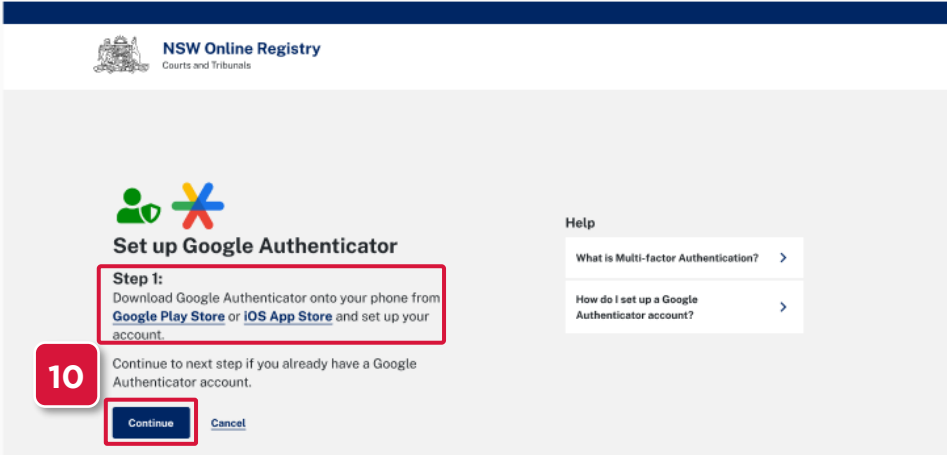 NSW Online Registry
Courts and Tribunals
Set up Google Authenticator
Step 1:
Download Google Authenticator onto your phone from
Google Play Store or iOS App Store and set up your
account.
Continue to next step if you already have a Google
Authenticator account.
10
Continue
Cancel
Help
What is Multi-factor Authentication?
How do I set up a Google
Authenticator account?